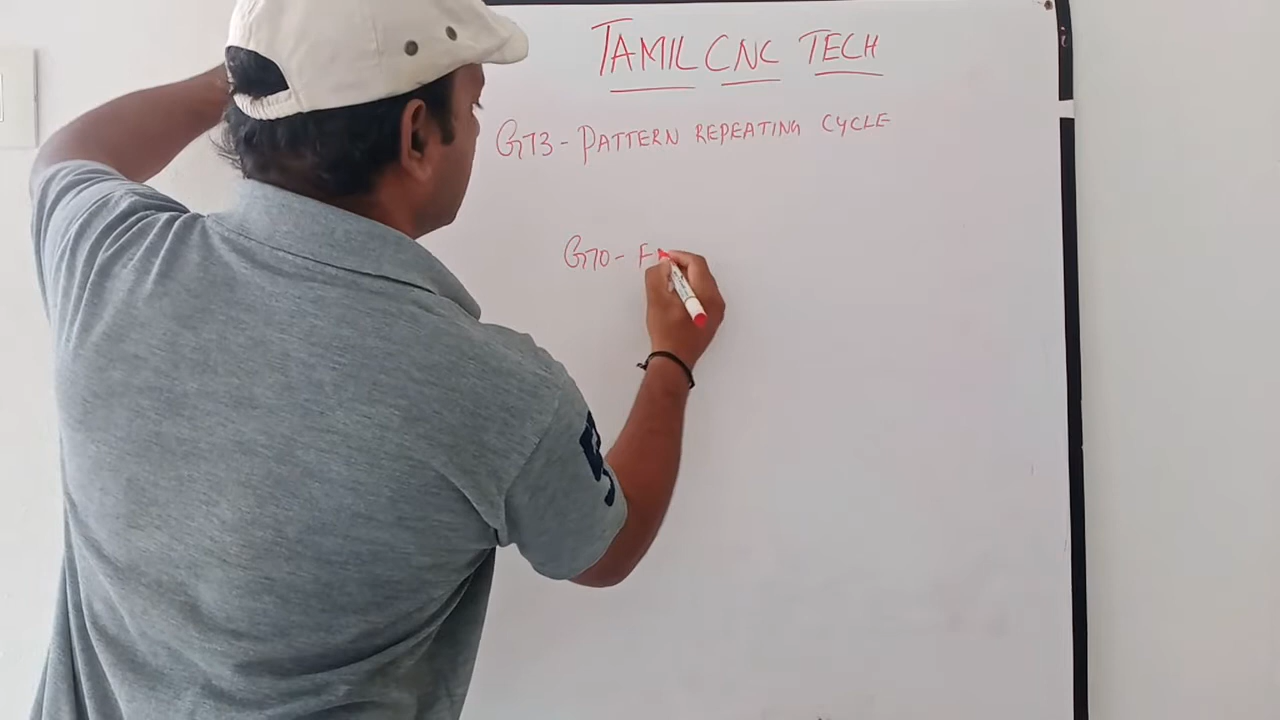 TAMIL CNC TECH
G73 - PATTERN REPEATING CYCLE
G70 - F